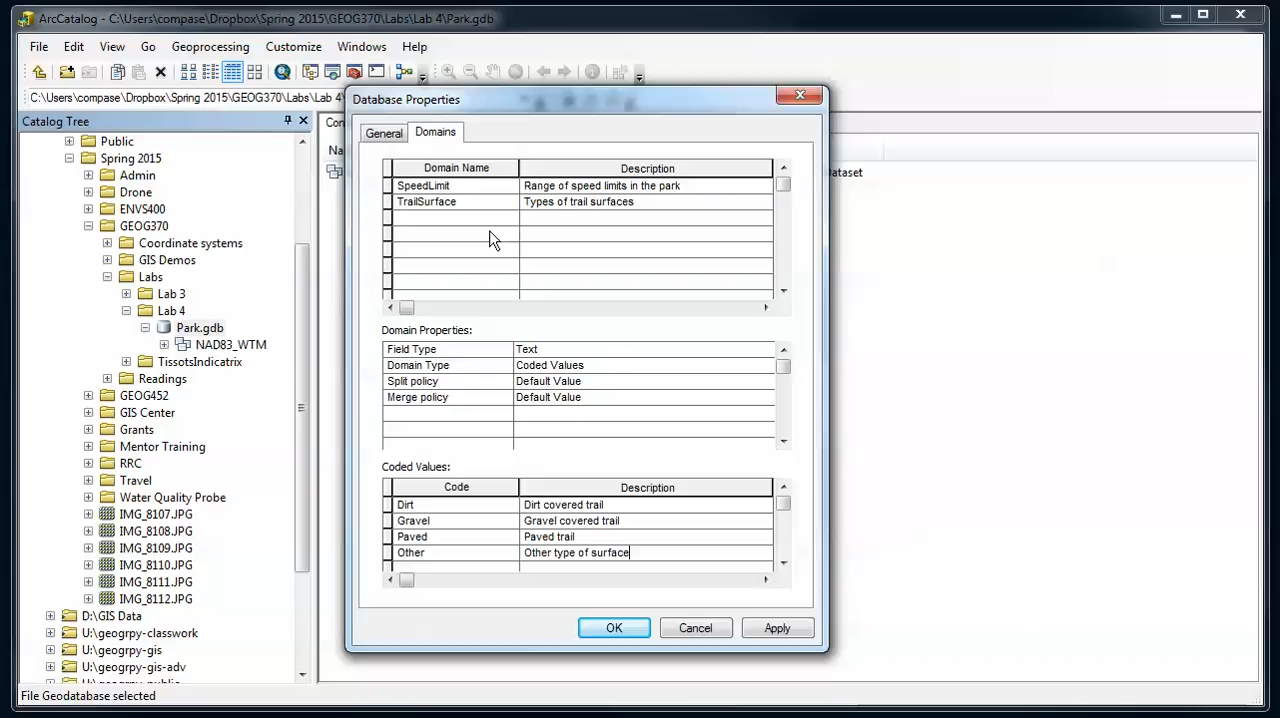 ArcCatalog - C:\Users\compase\Dropbox\Spring 2015\GEOG370\Labs\Lab 4\Park.gdb
File Edit View Go Geoprocessing Customize Windows Help
C:\Users\compase\Dropbox\Spring 2015\GEOG370\Labs\Lab 4\
Catalog Tree
Public
Spring 2015
Admin
Drone
ENVS400
GEOG370
Coordinate systems
GIS Demos
Labs
Lab 3
Lab 4
Park.gdb
NAD83_WTM
TissotsIndicatrix
Readings
GEOG452
GIS Center
Grants
Mentor Training
RRC
Travel
Water Quality Probe
IMG_8107.JPG
IMG_8108.JPG
IMG_8109.JPG
IMG_8110.JPG
IMG_8111.JPG
IMG_8112.JPG
D:\GIS Data
U:\geogrpy-classwork
U:\geogrpy-gis
U:\geogrpy-gis-adv
File Geodatabase selected
Database Properties
General Domains
Domain Name Description
SpeedLimit Range of speed limits in the park
TrailSurface Types of trail surfaces
Domain Properties:
Field Type Text
Domain Type Coded Values
Split policy Default Value
Merge policy Default Value
Coded Values:
Code Description
Dirt Dirt covered trail
Gravel Gravel covered trail
Paved Paved trail
Other Other type of surface
OK Cancel Apply